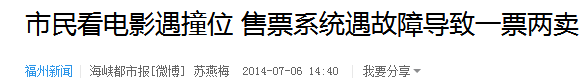 市民看电影遇撞位 售票系统遇故障导致一票两卖
福州新闻 | 海峡都市报[微博] 苏燕梅 2014-07-06 14:40 | 我要分享